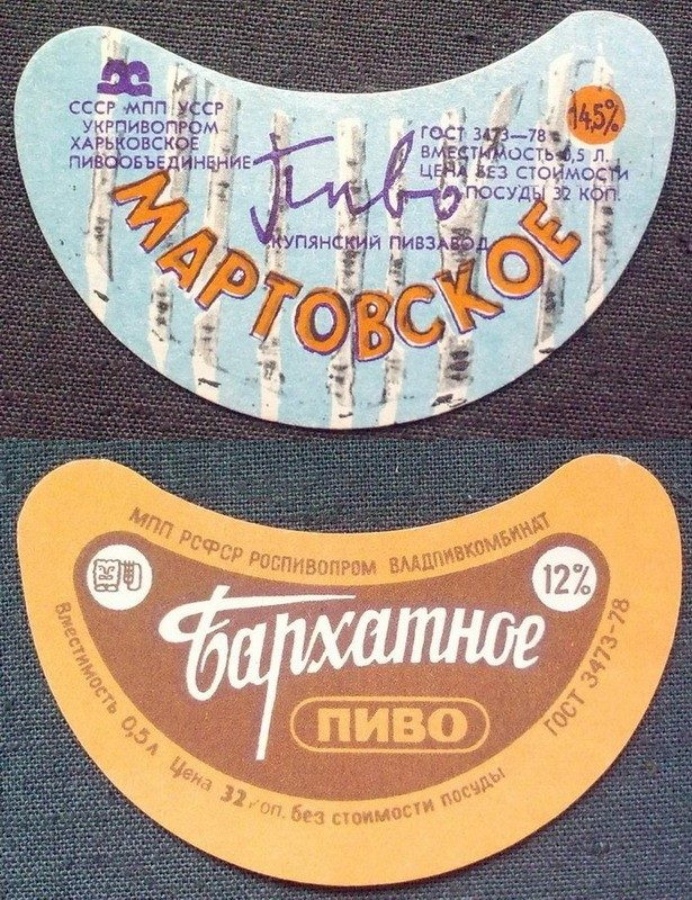 СССР МПП УССР
УКРПИВОПРОМ
ХАРЬКОВСКОЕ
ПИВООБЪЕДИНЕНИЕ
Пиво
ГОСТ 3473—78
ВМЕСТИМОСТЬ 0,5 Л.
ЦЕНА БЕЗ СТОИМОСТИ
ПОСУДЫ 32 КОП.
14,5%
КУПЯНСКИЙ ПИВЗАВОД
МАРТОВСКОЕ
МПП РСФСР РОСПИВОПРОМ ВЛАДПИВКОМБИНАТ
12%
Бархатное
ПИВО
Вместимость 0,5 л Цена 32 коп. без стоимости посуды
ГОСТ 3473-78